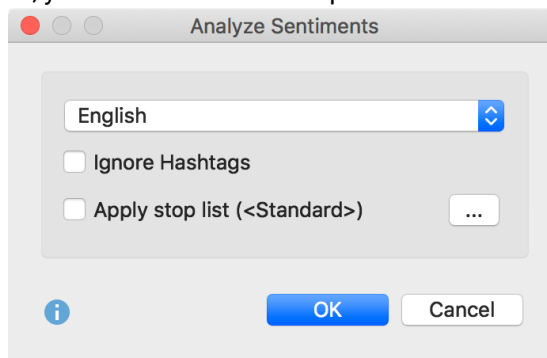 Analyze Sentiments
English
Ignore Hashtags
Apply stop list (<Standard>)
...
OK
Cancel